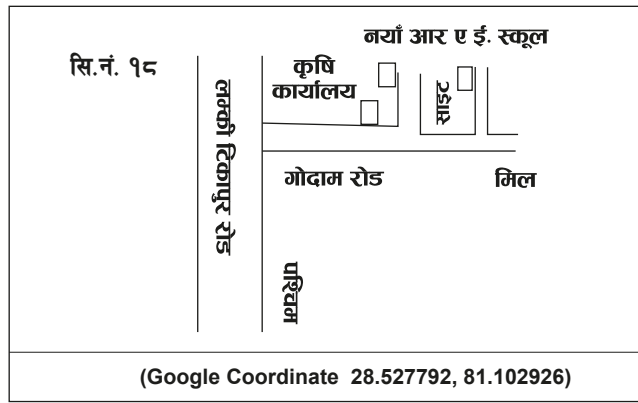 नयाँ आर ए ई. स्कूल
सि.नं. १८
कृषि
कार्यालय
साइट
लम्की टिकापुर रोड
गोदाम रोड
मिल
पश्चिम
(Google Coordinate 28.527792, 81.102926)